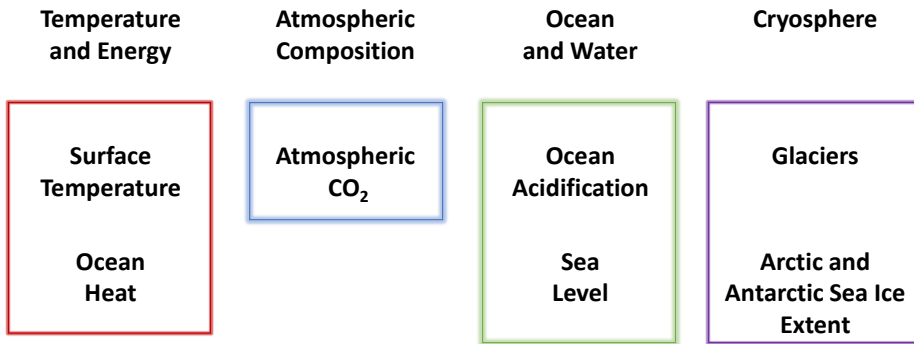 Temperature
and Energy
Atmospheric
Composition
Ocean
and Water
Cryosphere
Surface
Temperature
Ocean
Heat
Atmospheric
CO₂
Ocean
Acidification
Sea
Level
Glaciers
Arctic and
Antarctic Sea Ice
Extent